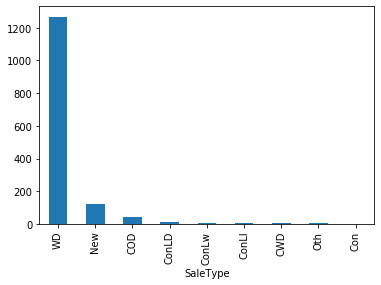 1200
1000
800
600
400
200
0
WD
New
COD
ConLD
ConLw
ConLI
CWD
Oth
Con
SaleType